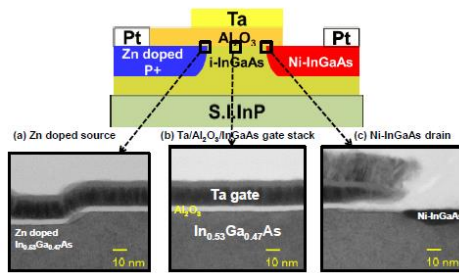 Ta
Pt
Al₂O₃
Pt
Zn doped
P+
i-InGaAs
Ni-InGaAs
S.I.InP
(a) Zn doped source
(b) Ta/Al₂O₃/InGaAs gate stack
(c) Ni-InGaAs drain
Zn doped
In₀.₅₃Ga₀.₄₇As
10 nm
Ta gate
Al₂O₃
In₀.₅₃Ga₀.₄₇As
10 nm
Ni-InGaAs
10 nm